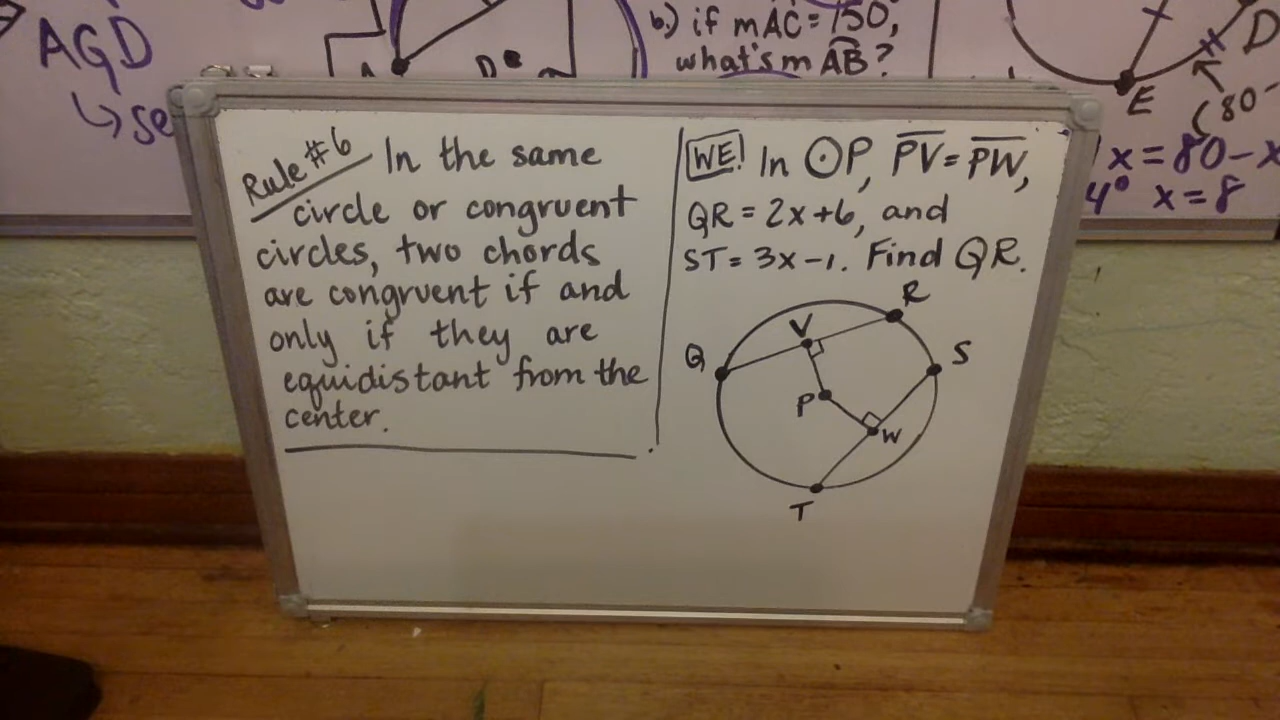 AGD
↳ se
A
D
b.) if mAC = 150,
what's m AB?
D
E
80
x = 80 - x
4° x = 8
Rule #6 In the same
circle or congruent
circles, two chords
are congruent if and
only if they are
equidistant from the
center.
WE! In ⊙P, PV = PW,
QR = 2x+6, and
ST = 3x-1. Find QR.
R
V
Q
S
P
W
T